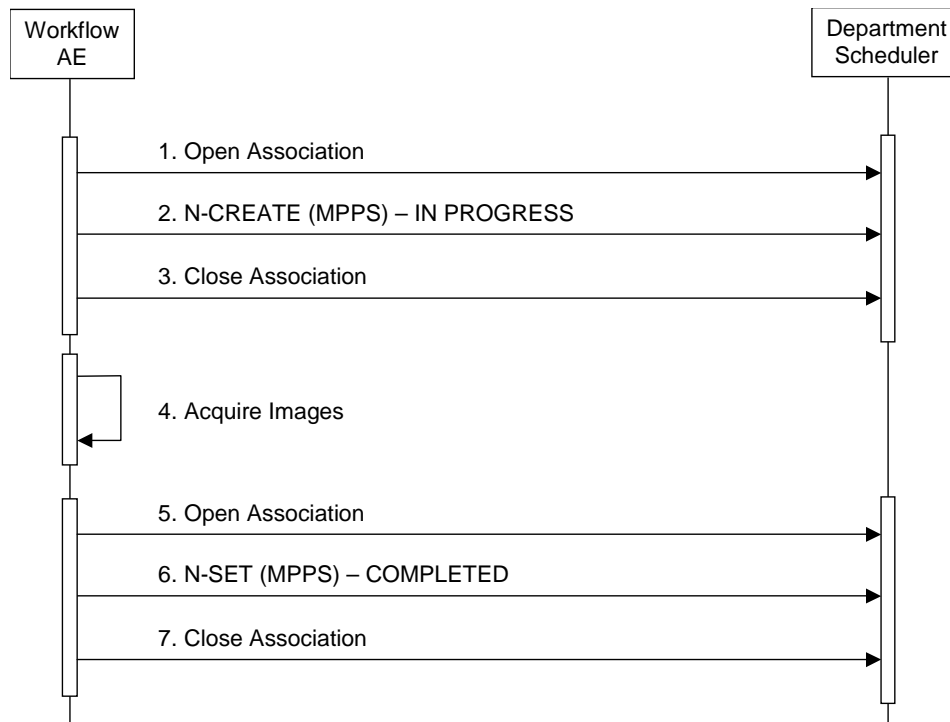 Workflow
AE
Department
Scheduler
1. Open Association
2. N-CREATE (MPPS) – IN PROGRESS
3. Close Association
4. Acquire Images
5. Open Association
6. N-SET (MPPS) – COMPLETED
7. Close Association